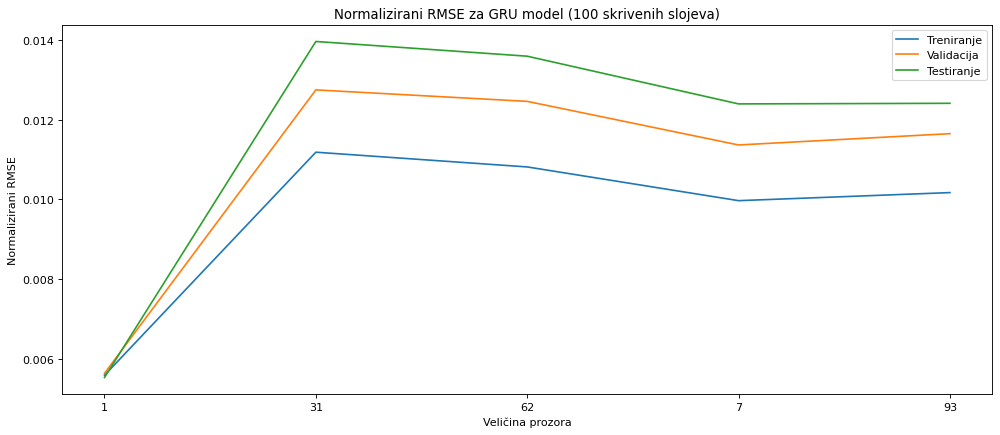 Normalizirani RMSE za GRU model (100 skrivenih slojeva)
Treniranje
Validacija
Testiranje
Normalizirani RMSE
0.014
0.012
0.010
0.008
0.006
1
31
62
7
93
Veličina prozora